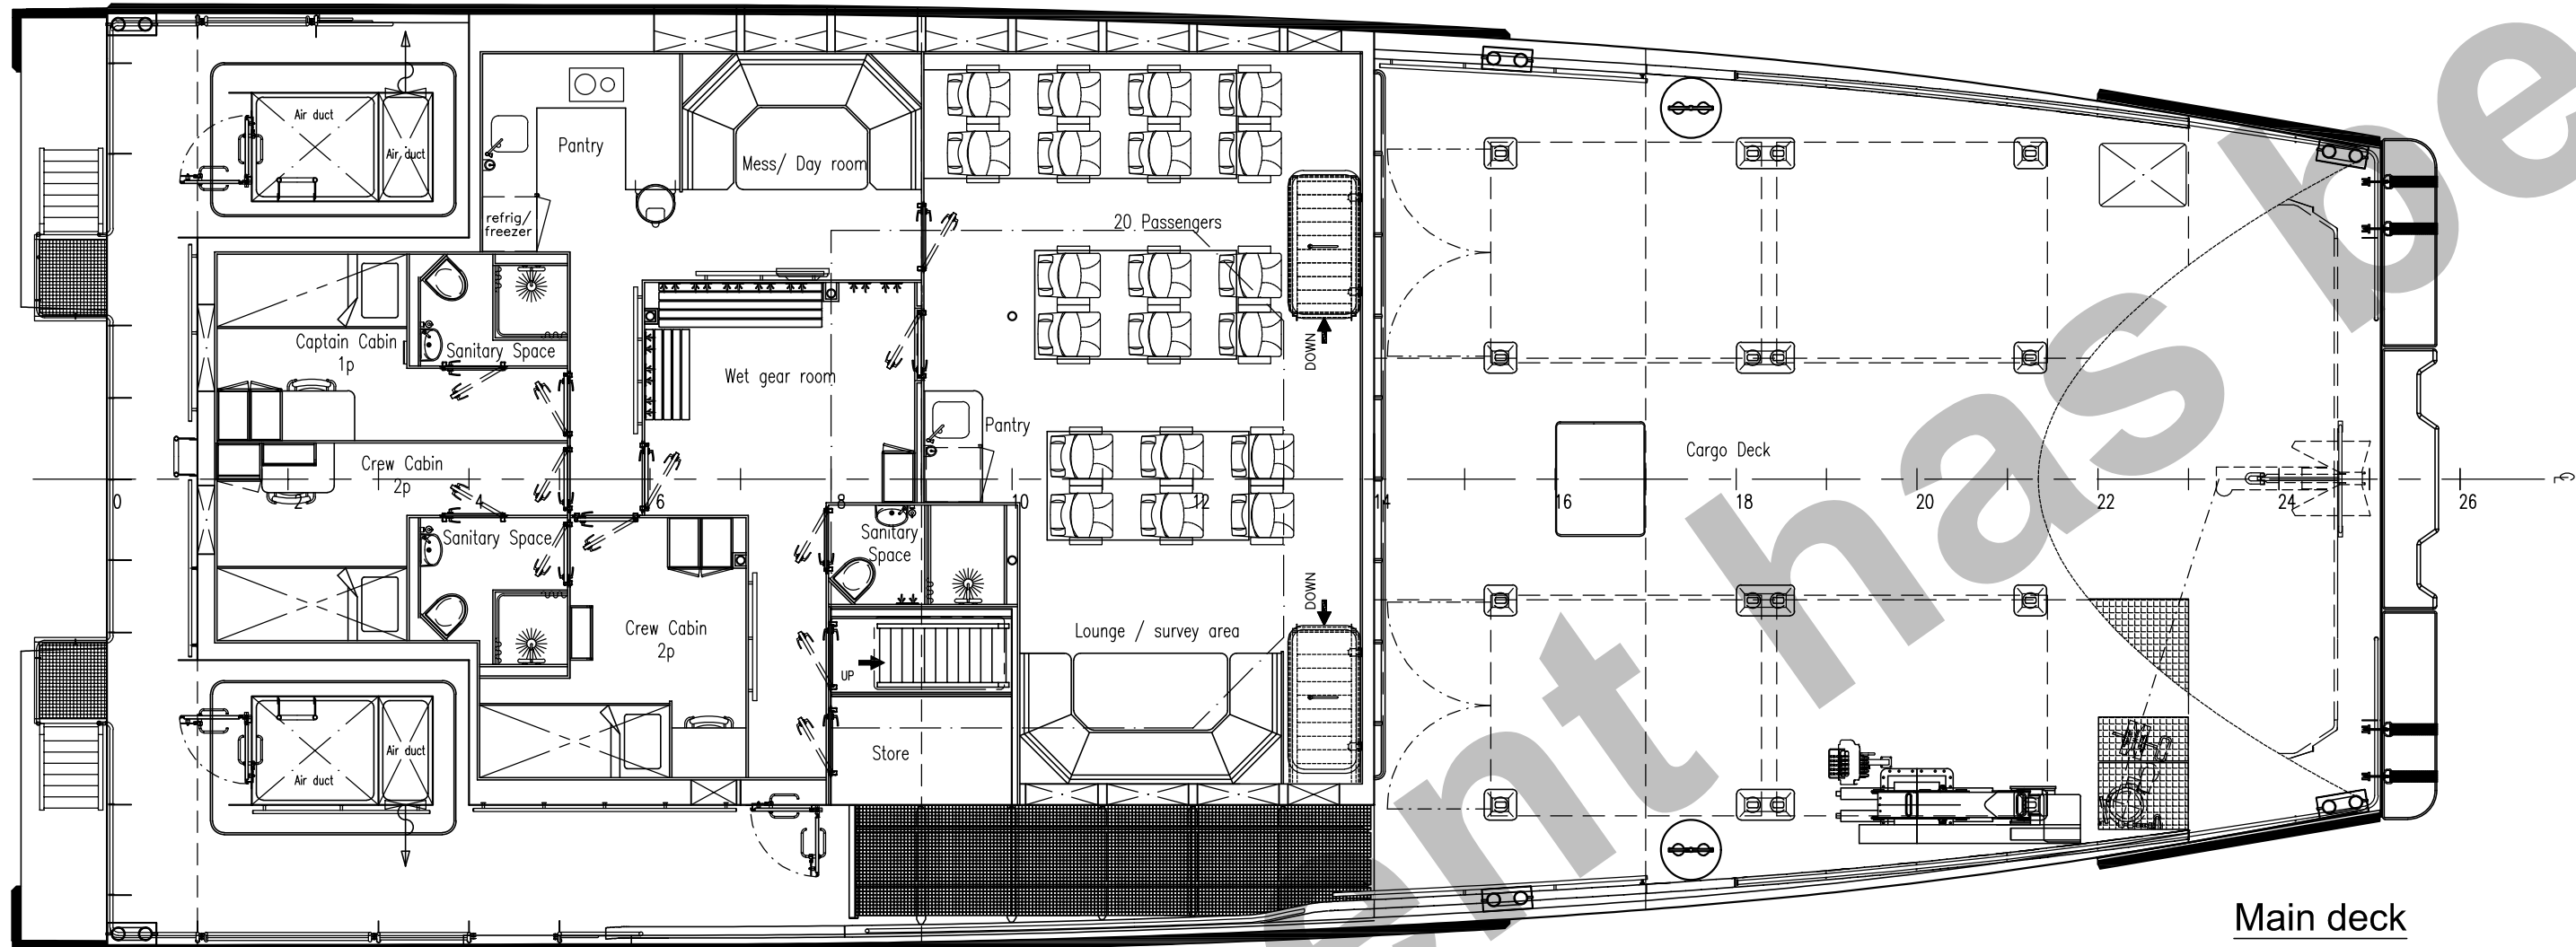 Air duct
Air duct
Pantry
Mess/ Day room
refrig/
freezer
20 Passengers
Captain Cabin
1p
Sanitary Space
Wet gear room
DOWN
Pantry
Crew Cabin
2p
Cargo Deck
0 2 4 6 8 10 12 14 16 18 20 22 24 26
Sanitary Space
Sanitary
Space
Crew Cabin
2p
DOWN
Lounge / survey area
UP
Store
Air duct
Air duct
Main deck
ent has be